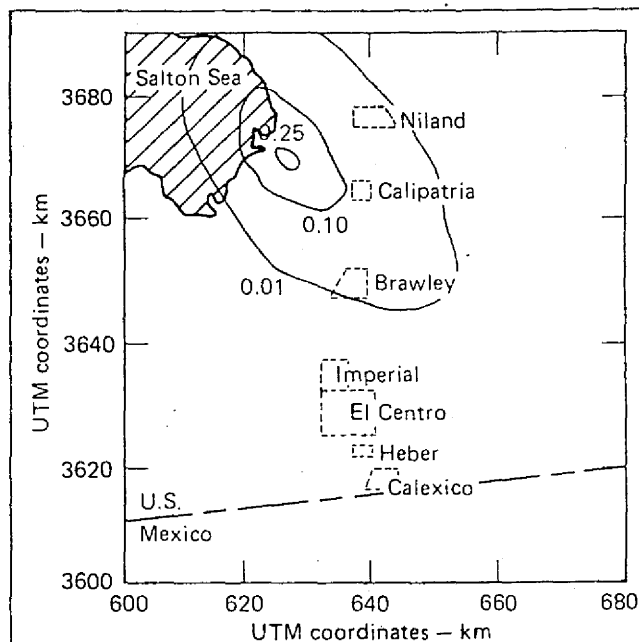 Salton Sea
0.25
Niland
Calipatria
0.10
0.01
Brawley
Imperial
El Centro
Heber
Calexico
U.S.
Mexico
3680
3660
3640
3620
3600
600
620
640
660
680
UTM coordinates – km
UTM coordinates – km